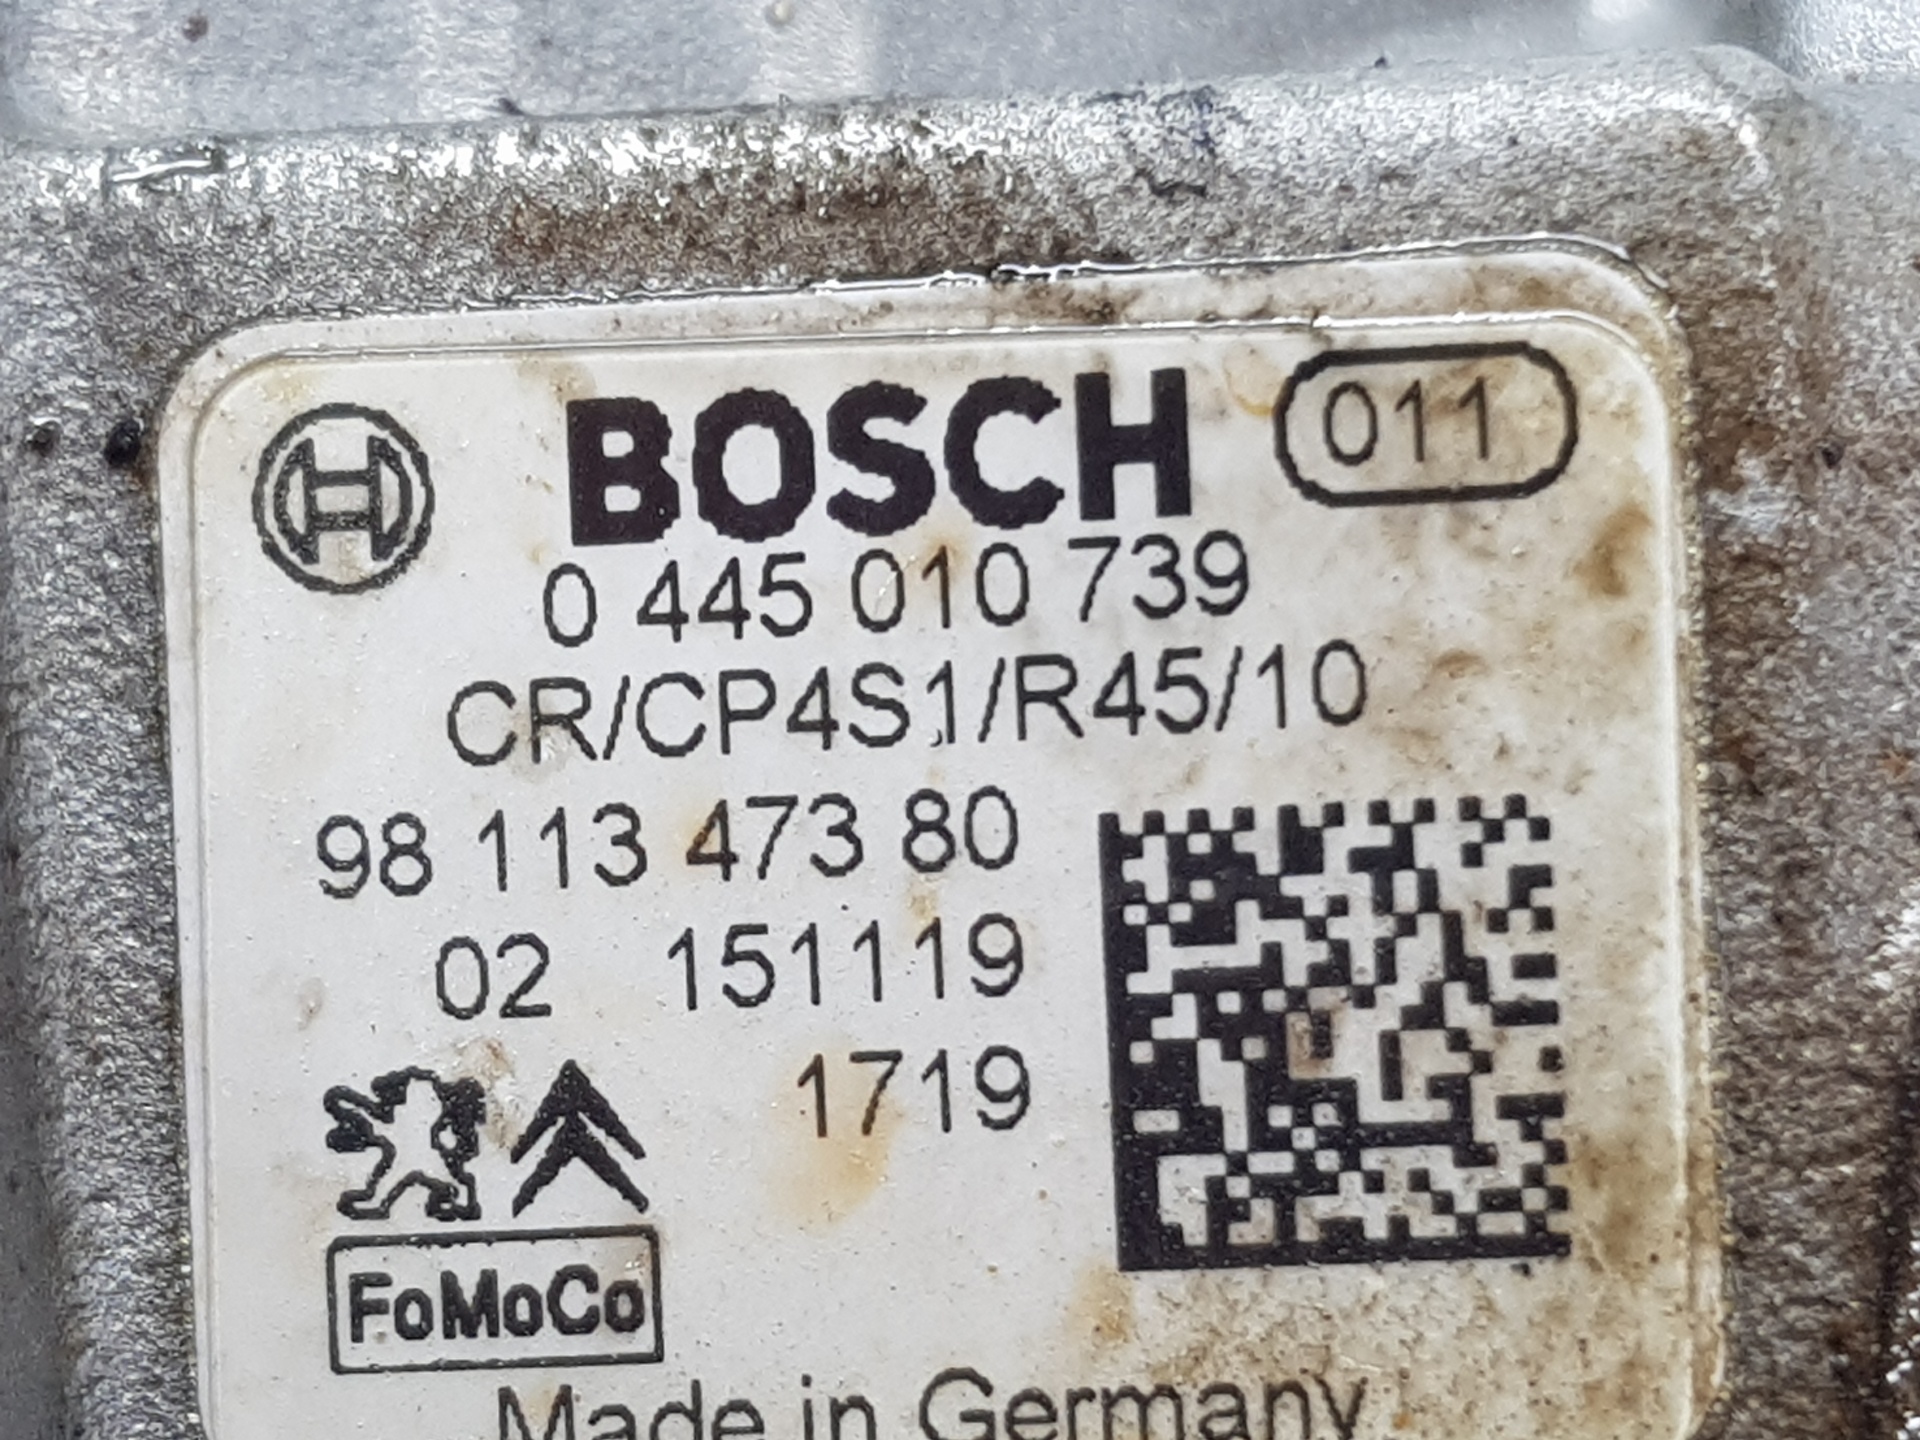 BOSCH 011
0 445 010 739
CR/CP4S1/R45/10
98 113 473 80
02 151119
1719
FoMoCo
Made in Germany